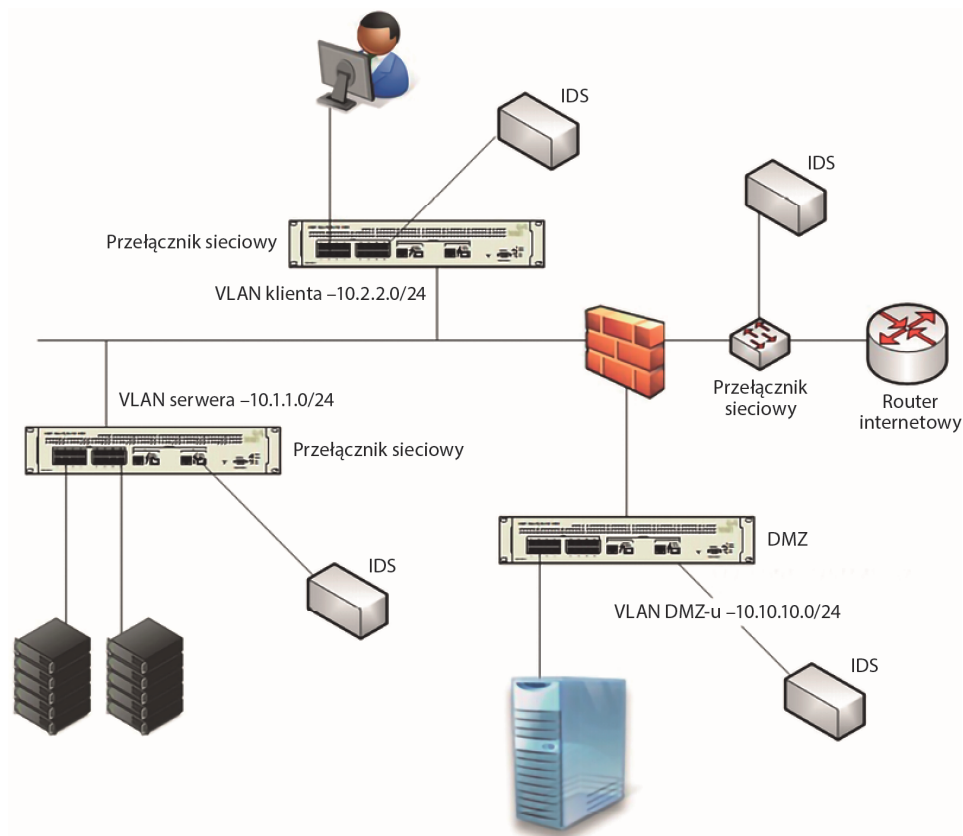 IDS
IDS
Przełącznik sieciowy
VLAN klienta –10.2.2.0/24
Przełącznik
sieciowy
Router
internetowy
VLAN serwera –10.1.1.0/24
Przełącznik sieciowy
DMZ
IDS
VLAN DMZ-u –10.10.10.0/24
IDS